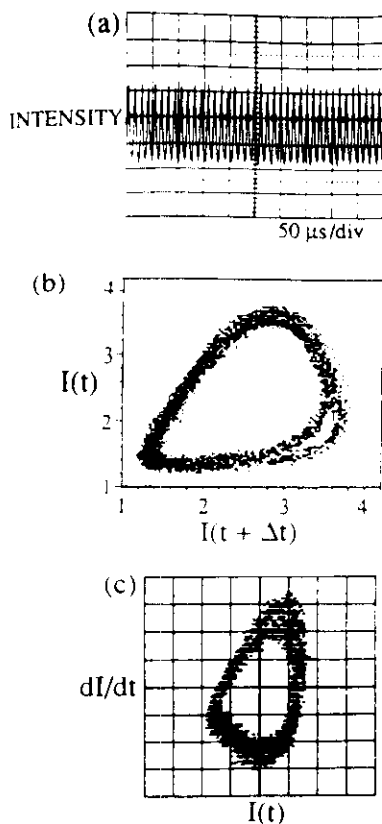 (a)
INTENSITY
50 μs/div
(b)
4
3
I(t)
2
1
1 2 3 4
I(t + Δt)
(c)
dI/dt
I(t)